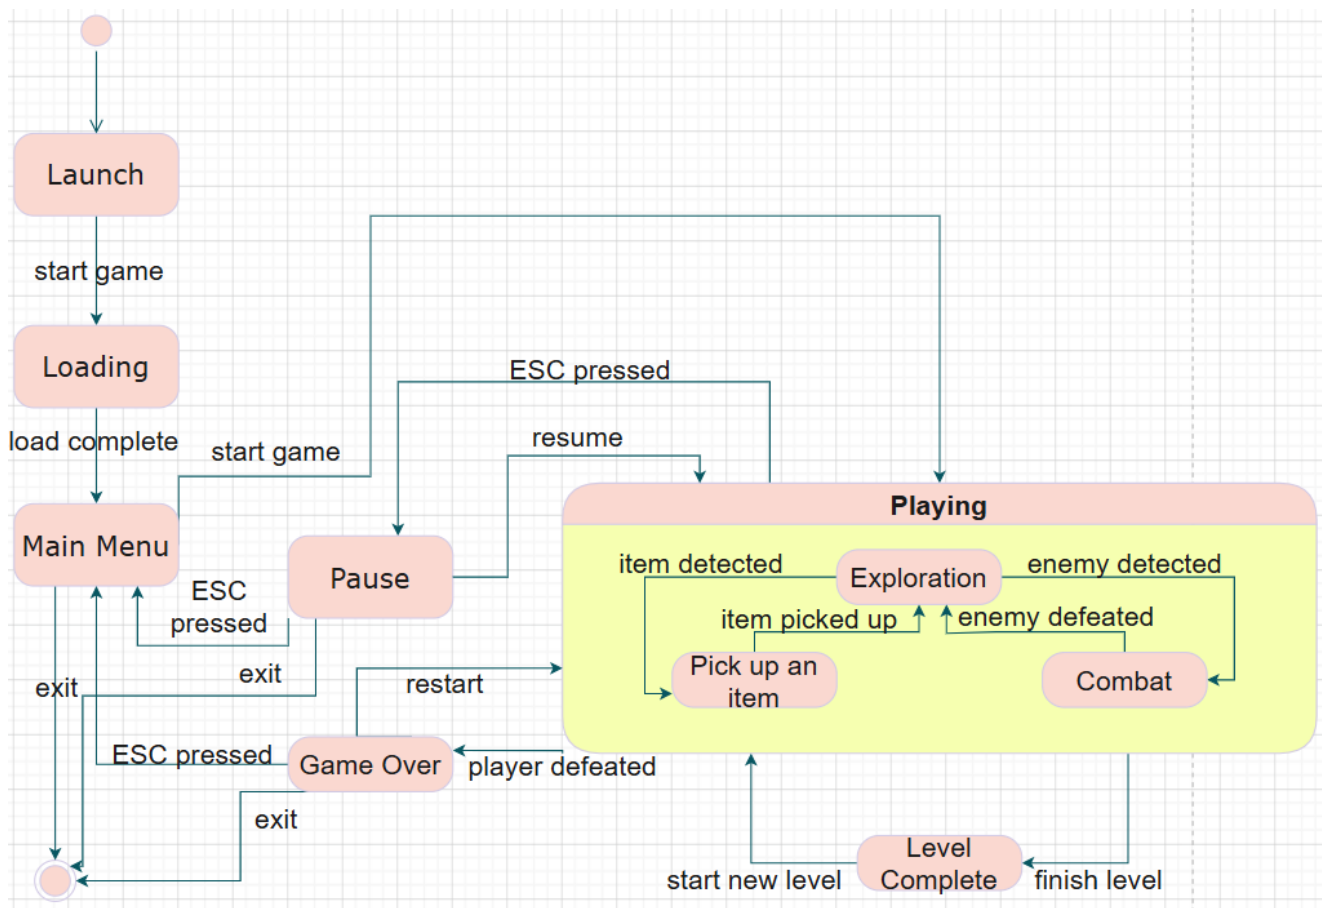 Launch
start game
Loading
load complete
start game
ESC pressed
resume
Main Menu
Pause
ESC
pressed
exit
exit
restart
ESC pressed
Game Over
player defeated
exit
Playing
item detected
Exploration
enemy detected
item picked up
enemy defeated
Pick up an
item
Combat
Level
Complete
start new level
finish level